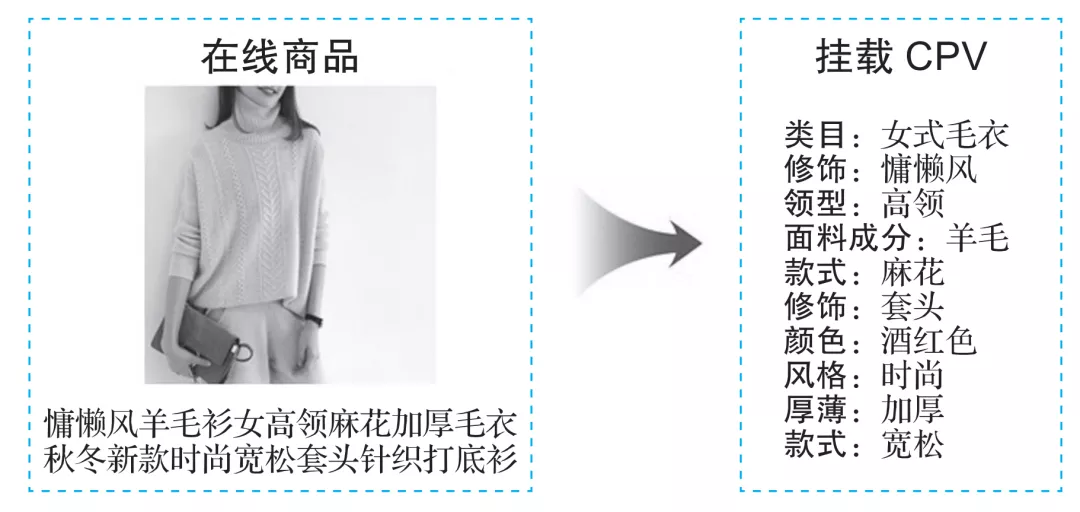 在线商品
慵懒风羊毛衫女高领麻花加厚毛衣
秋冬新款时尚宽松套头针织打底衫
挂载 CPV
类目：女式毛衣
修饰：慵懒风
领型：高领
面料成分：羊毛
款式：麻花
修饰：套头
颜色：酒红色
风格：时尚
厚薄：加厚
款式：宽松